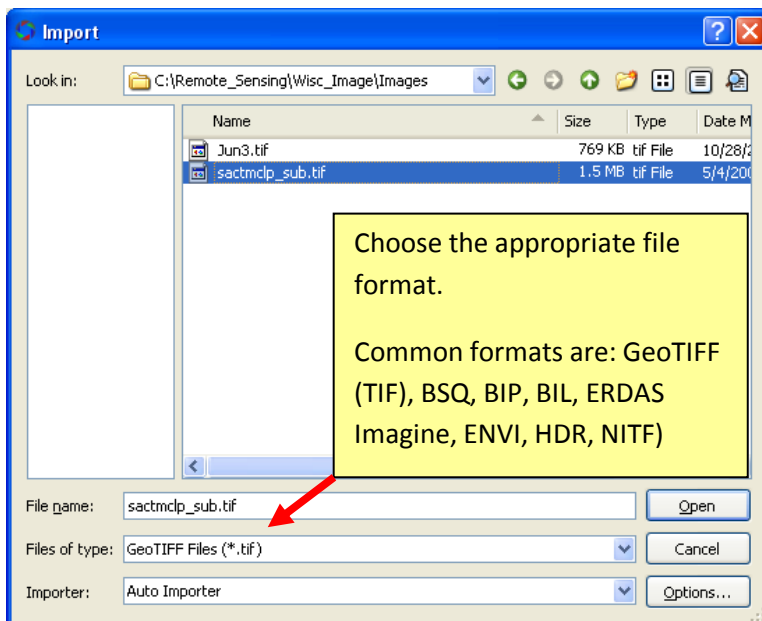 Import
Look in: C:\Remote_Sensing\Wisc_Image\Images
Name Size Type Date M
Jun3.tif 769 KB tif File 10/28/2
sactmclp_sub.tif 1.5 MB tif File 5/4/200
Choose the appropriate file
format.
Common formats are: GeoTIFF
(TIF), BSQ, BIP, BIL, ERDAS
Imagine, ENVI, HDR, NITF)
File name: sactmclp_sub.tif Open
Files of type: GeoTIFF Files (*.tif) Cancel
Importer: Auto Importer Options...